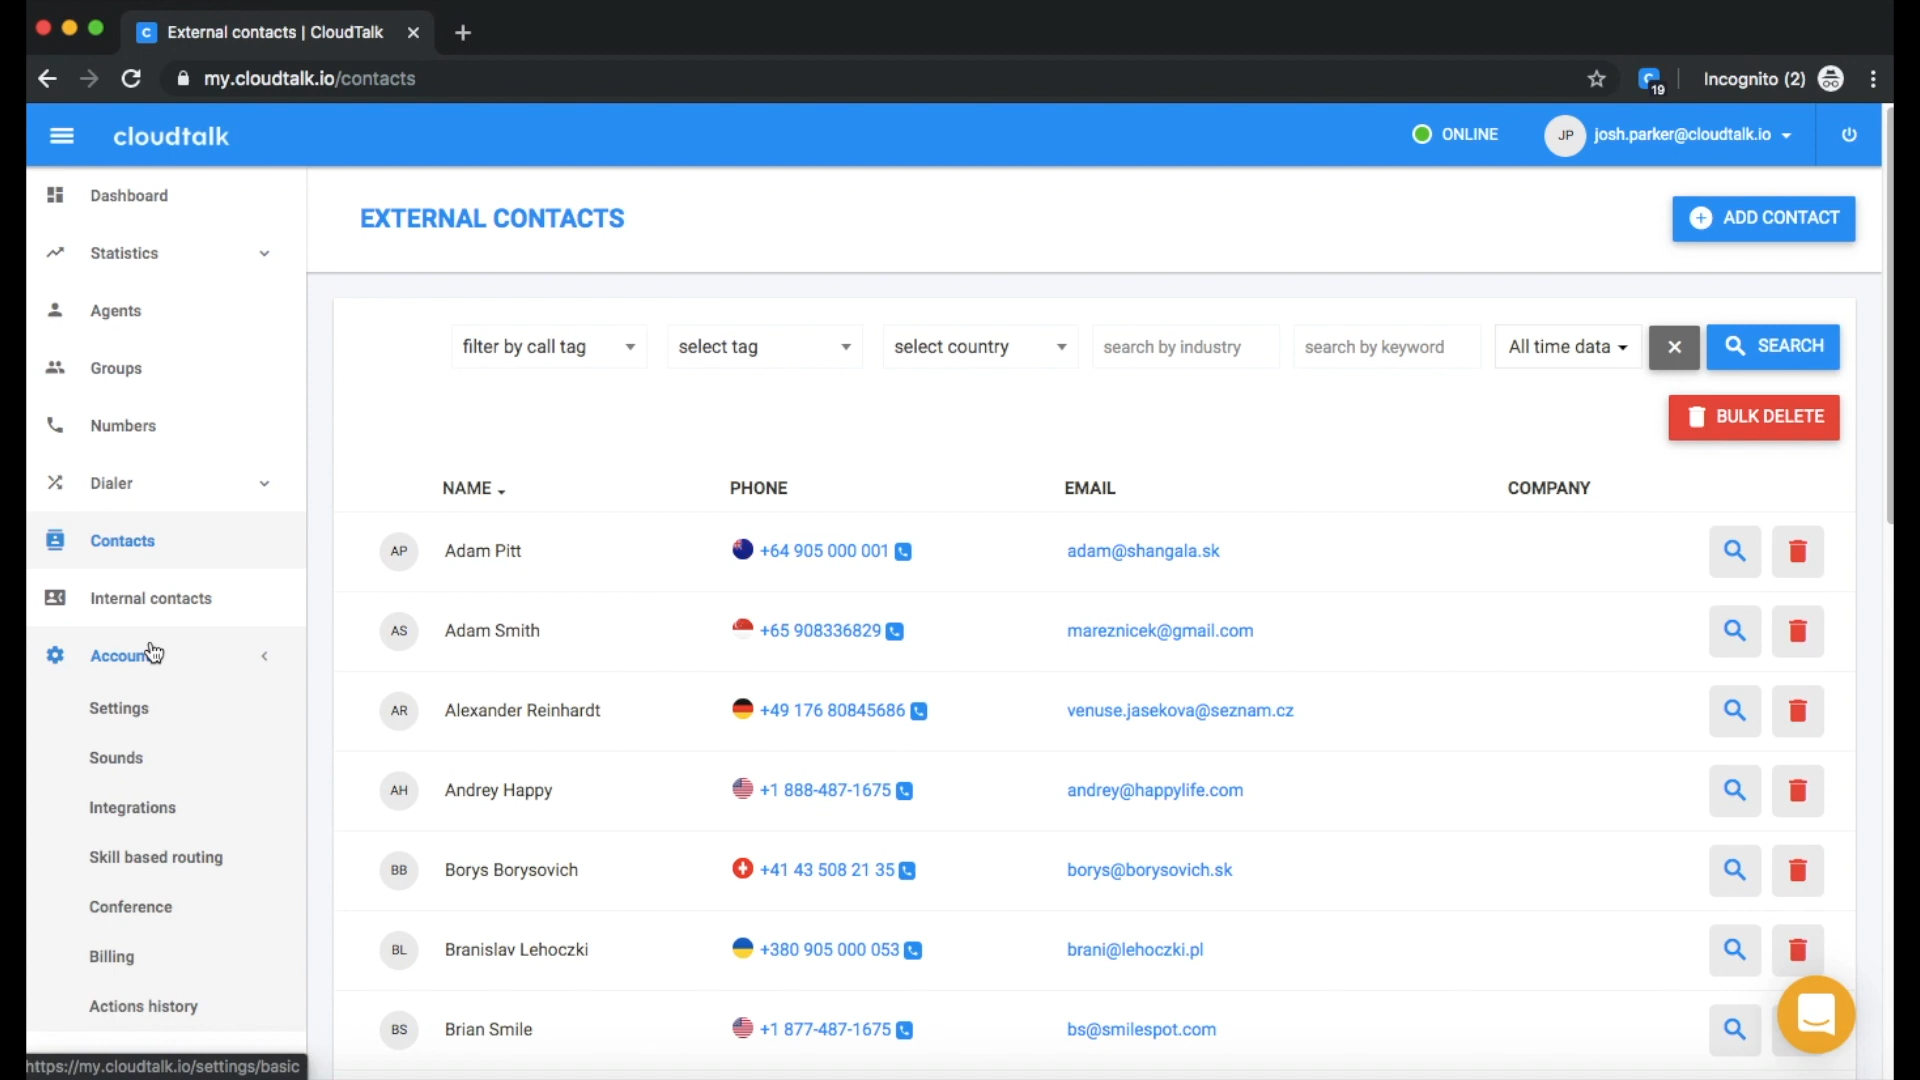 External contacts | CloudTalk
my.cloudtalk.io/contacts
19
Incognito (2)
cloudtalk
ONLINE
JP
josh.parker@cloudtalk.io
Dashboard
Statistics
Agents
Groups
Numbers
Dialer
Contacts
Internal contacts
Account
Settings
Sounds
Integrations
Skill based routing
Conference
Billing
Actions history
https://my.cloudtalk.io/settings/basic
EXTERNAL CONTACTS
ADD CONTACT
filter by call tag
select tag
select country
search by industry
search by keyword
All time data
SEARCH
BULK DELETE
NAME PHONE EMAIL COMPANY
AP Adam Pitt +64 905 000 001 adam@shangala.sk
AS Adam Smith +65 908336829 mareznicek@gmail.com
AR Alexander Reinhardt +49 176 80845686 venuse.jasekova@seznam.cz
AH Andrey Happy +1 888-487-1675 andrey@happylife.com
BB Borys Borysovich +41 43 508 21 35 borys@borysovich.sk
BL Branislav Lehoczki +380 905 000 053 brani@lehoczki.pl
BS Brian Smile +1 877-487-1675 bs@smilespot.com